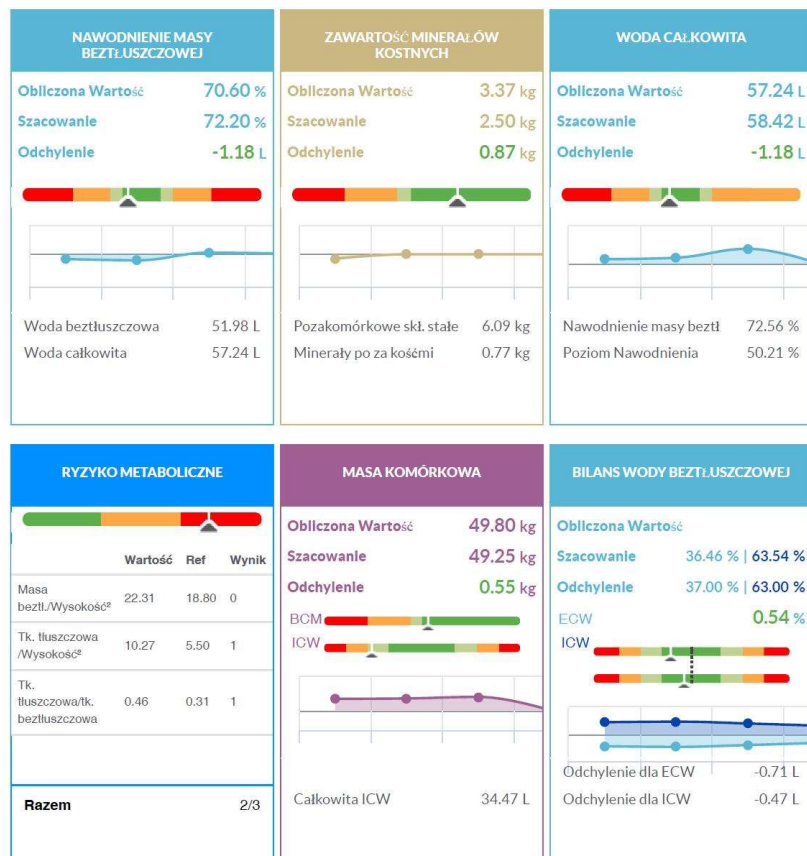 NAWODNIENIE MASY
BEZTŁUSZCZOWEJ
Obliczona Wartość 70.60 %
Szacowanie 72.20 %
Odchylenie -1.18 L
Woda beztłuszczowa 51.98 L
Woda całkowita 57.24 L
ZAWARTOŚĆ MINERAŁÓW
KOSTNYCH
Obliczona Wartość 3.37 kg
Szacowanie 2.50 kg
Odchylenie 0.87 kg
Pozakomórkowe skł. stałe 6.09 kg
Minerały po za kośćmi 0.77 kg
WODA CAŁKOWITA
Obliczona Wartość 57.24 L
Szacowanie 58.42 L
Odchylenie -1.18 L
Nawodnienie masy beztł 72.56 %
Poziom Nawodnienia 50.21 %
RYZYKO METABOLICZNE
Wartość Ref Wynik
Masa
beztł./Wysokość² 22.31 18.80 0
Tk. tłuszczowa
/Wysokość² 10.27 5.50 1
Tk.
tłuszczowa/tk. 0.46 0.31 1
beztłuszczowa
Razem 2/3
MASA KOMÓRKOWA
Obliczona Wartość 49.80 kg
Szacowanie 49.25 kg
Odchylenie 0.55 kg
BCM
ICW
Całkowita ICW 34.47 L
BILANS WODY BEZTŁUSZCZOWEJ
Obliczona Wartość
Szacowanie 36.46 % | 63.54 %
Odchylenie 37.00 % | 63.00 %
ECW 0.54 %
ICW
Odchylenie dla ECW -0.71 L
Odchylenie dla ICW -0.47 L